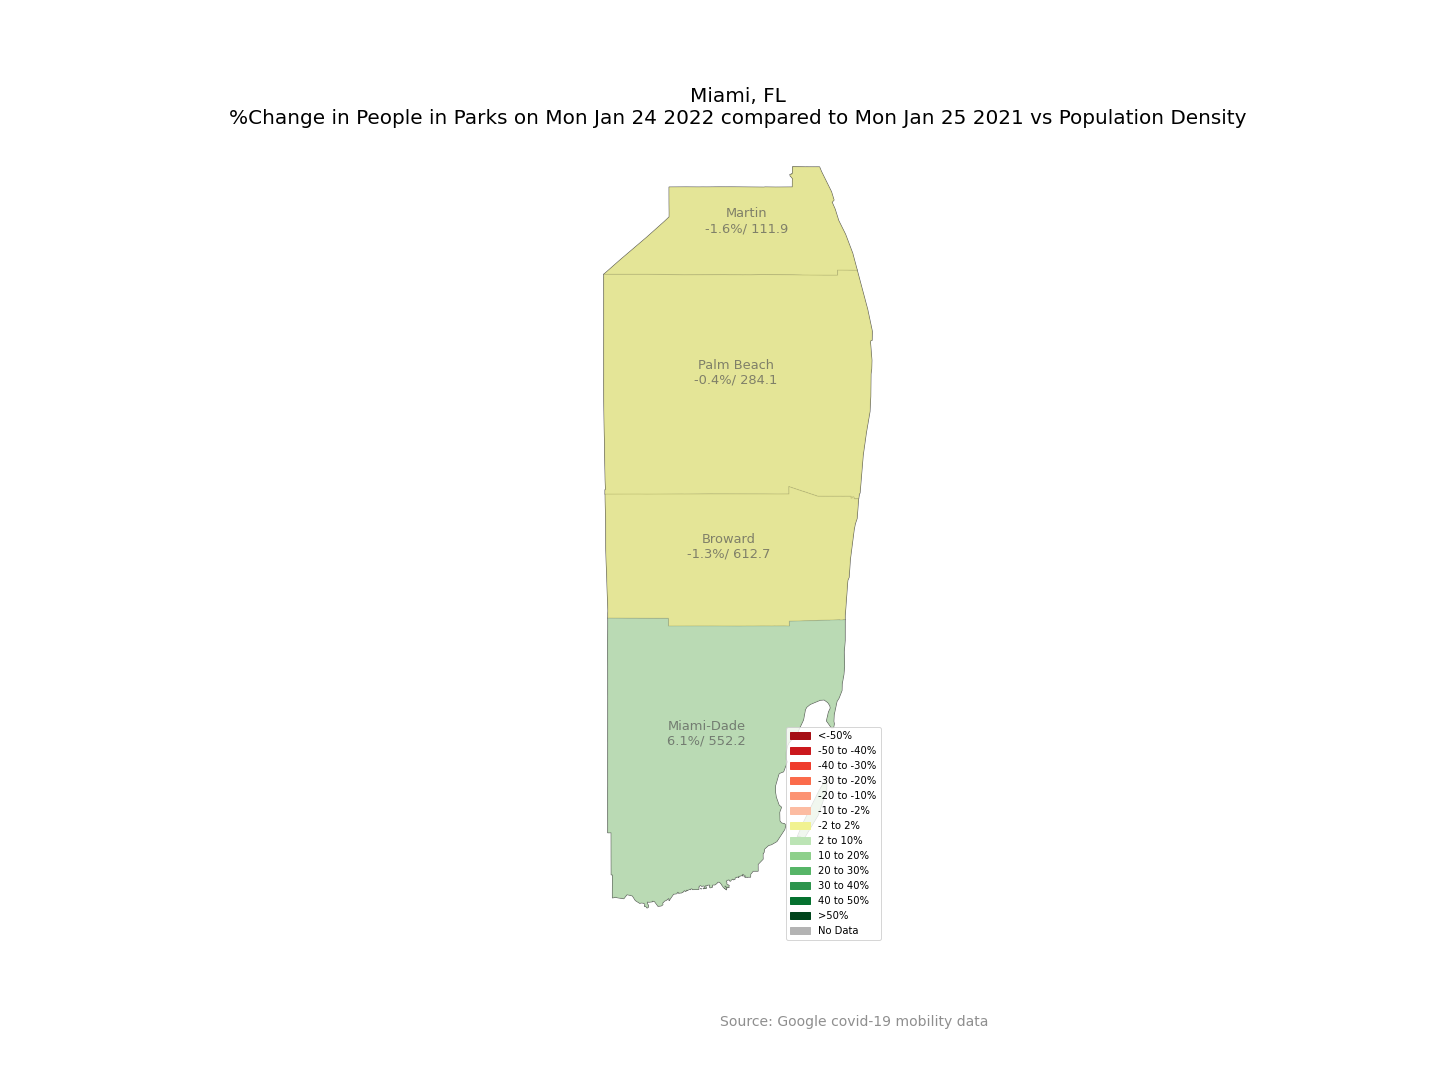 Miami, FL
%Change in People in Parks on Mon Jan 24 2022 compared to Mon Jan 25 2021 vs Population Density
Martin
-1.6%/ 111.9
Palm Beach
-0.4%/ 284.1
Broward
-1.3%/ 612.7
Miami-Dade
6.1%/ 552.2
<-50%
-50 to -40%
-40 to -30%
-30 to -20%
-20 to -10%
-10 to -2%
-2 to 2%
2 to 10%
10 to 20%
20 to 30%
30 to 40%
40 to 50%
>50%
No Data
Source: Google covid-19 mobility data